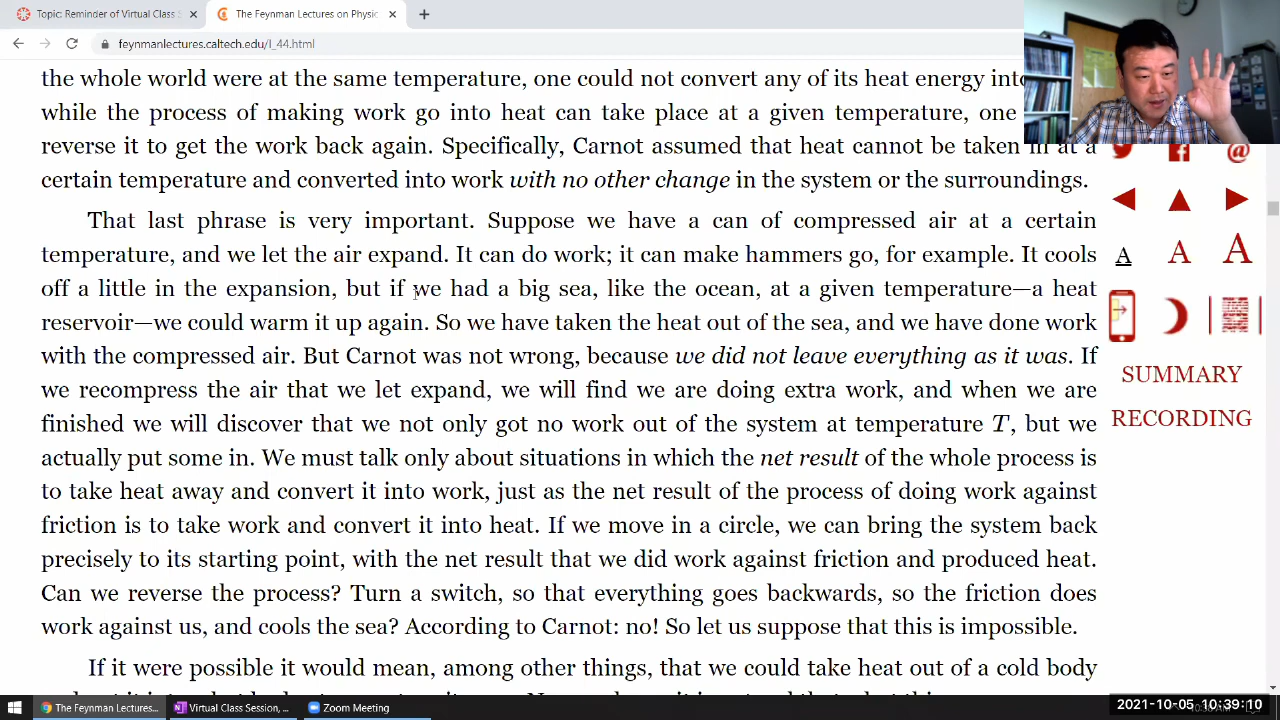 Topic: Reminder of Virtual Class
The Feynman Lectures on Physic
feynmanlectures.caltech.edu/I_44.html
the whole world were at the same temperature, one could not convert any of its heat energy into
while the process of making work go into heat can take place at a given temperature, one
reverse it to get the work back again. Specifically, Carnot assumed that heat cannot be taken in at a
certain temperature and converted into work with no other change in the system or the surroundings.
That last phrase is very important. Suppose we have a can of compressed air at a certain
temperature, and we let the air expand. It can do work; it can make hammers go, for example. It cools
off a little in the expansion, but if we had a big sea, like the ocean, at a given temperature—a heat
reservoir—we could warm it up again. So we have taken the heat out of the sea, and we have done work
with the compressed air. But Carnot was not wrong, because we did not leave everything as it was. If
we recompress the air that we let expand, we will find we are doing extra work, and when we are
finished we will discover that we not only got no work out of the system at temperature T, but we
actually put some in. We must talk only about situations in which the net result of the whole process is
to take heat away and convert it into work, just as the net result of the process of doing work against
friction is to take work and convert it into heat. If we move in a circle, we can bring the system back
precisely to its starting point, with the net result that we did work against friction and produced heat.
Can we reverse the process? Turn a switch, so that everything goes backwards, so the friction does
work against us, and cools the sea? According to Carnot: no! So let us suppose that this is impossible.
If it were possible it would mean, among other things, that we could take heat out of a cold body
A A A
SUMMARY
RECORDING
The Feynman Lectures...
Virtual Class Session, ...
Zoom Meeting
2021-10-05 10:39:10